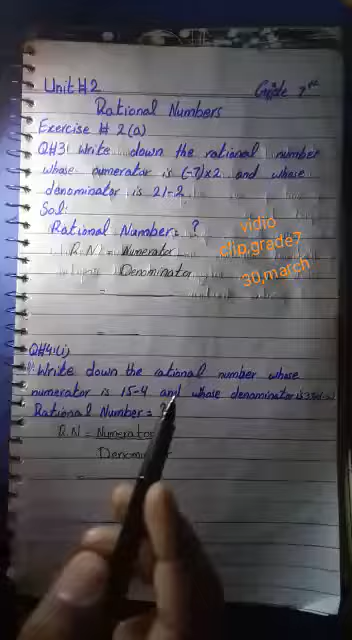 Unit#2
Grade 7th
Rational Numbers
Exercise # 2(a)
Q#3: Write down the rational number
whose numerator is (-7)×2 and whose
denominator is 21-2.
Sol:
Rational Number = ?
R.N = Numerator
Denominator
=
=
vidio
clip,grade7
30,march
Q#4:(i)
Write down the rational number whose
numerator is 15-4 and whose denominator is
Rational Number = ?
R.N = Numerator
=